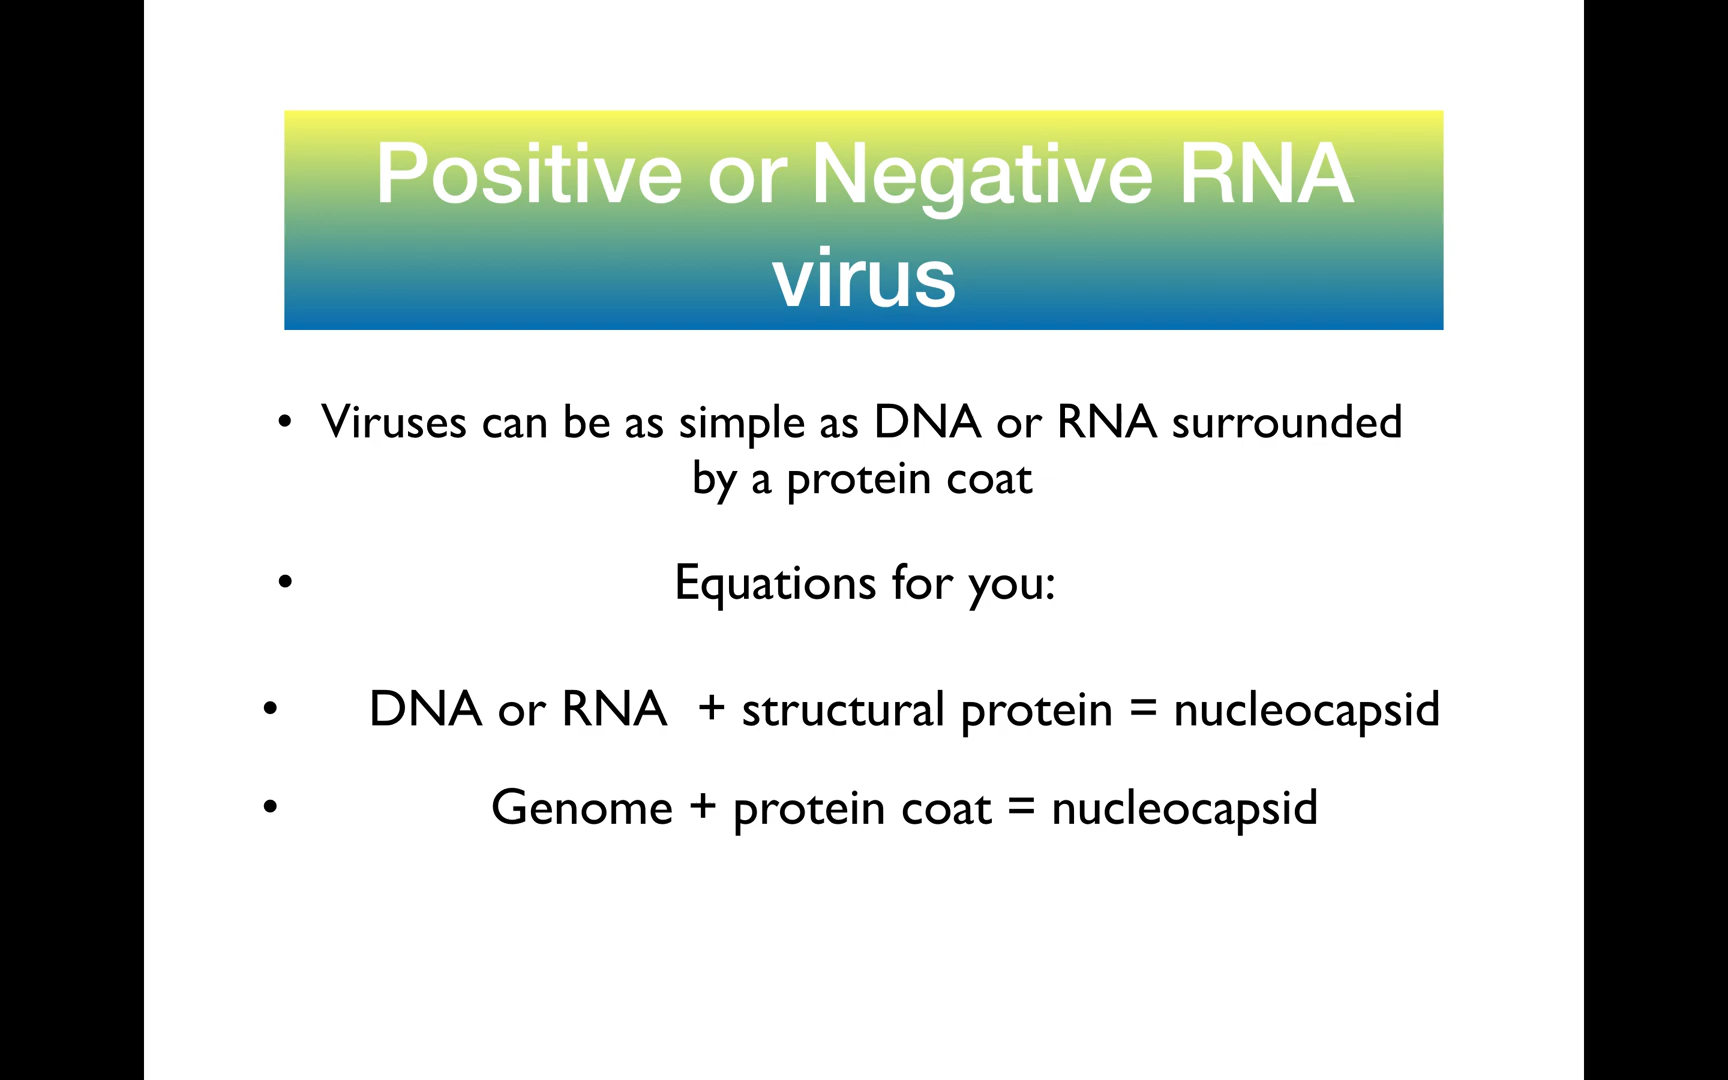 Positive or Negative RNA
virus
• Viruses can be as simple as DNA or RNA surrounded
by a protein coat
• Equations for you:
• DNA or RNA + structural protein = nucleocapsid
• Genome + protein coat = nucleocapsid